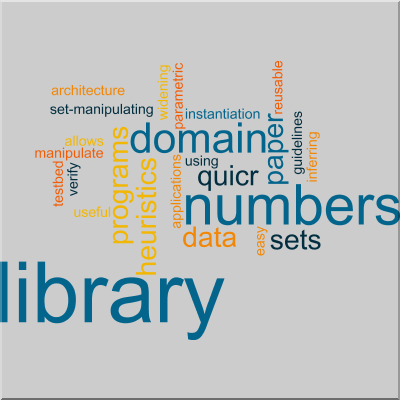 architecture
widening
parametric
reusable
set-manipulating
instantiation
guidelines
allows
programs
domain
paper
inferring
manipulate
using
testbed
verify
heuristics
applications
quicr
useful
numbers
data
easy
sets
library